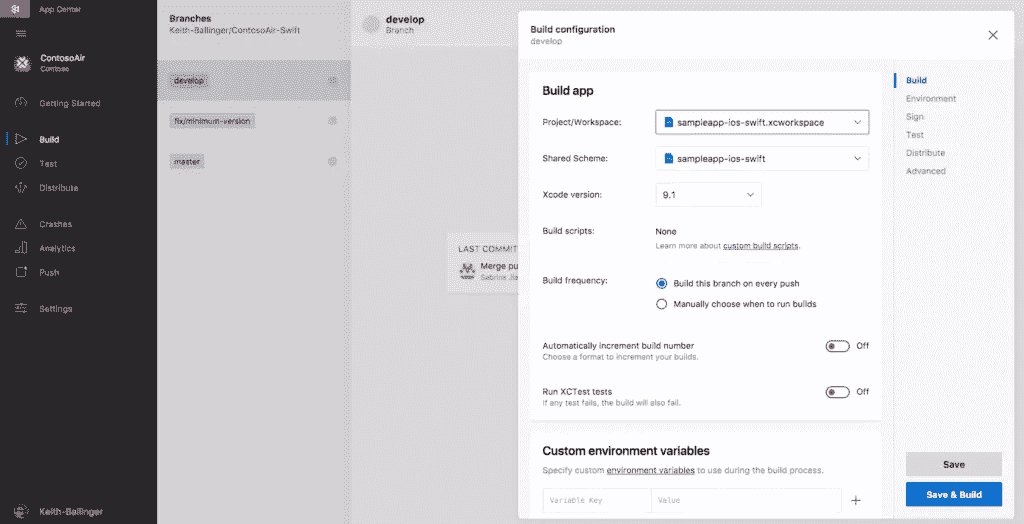 App Center
ContosoAir
Contoso
Getting Started
Build
Test
Distribute
Crashes
Analytics
Push
Settings
Keith-Ballinger
Branches
Keith-Ballinger/ContosoAir-Swift
develop
fix/minimum-version
master
develop
Branch
LAST COMMIT
Merge pu
Build configuration
develop
Build app
Project/Workspace:
sampleapp-ios-swift.xcworkspace
Shared Scheme:
sampleapp-ios-swift
Xcode version:
9.1
Build scripts:
None
Learn more about custom build scripts.
Build frequency:
Build this branch on every push
Manually choose when to run builds
Automatically increment build number
Off
Choose a format to increment your builds.
Run XCTest tests
Off
If any test fails, the build will also fail.
Custom environment variables
Specify custom environment variables to use during the build process.
Variable Key
Value
Build
Environment
Sign
Test
Distribute
Advanced
Save
Save & Build